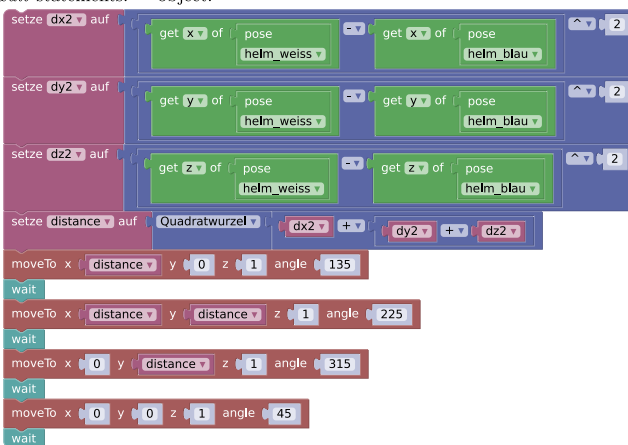 wait statements. object.
setze dx2 auf get x of pose helm_weiss - get x of pose helm_blau ^ 2
setze dy2 auf get y of pose helm_weiss - get y of pose helm_blau ^ 2
setze dz2 auf get z of pose helm_weiss - get z of pose helm_blau ^ 2
setze distance auf Quadratwurzel dx2 + dy2 + dz2
moveTo x distance y 0 z 1 angle 135
wait
moveTo x distance y distance z 1 angle 225
wait
moveTo x 0 y distance z 1 angle 315
wait
moveTo x 0 y 0 z 1 angle 45
wait